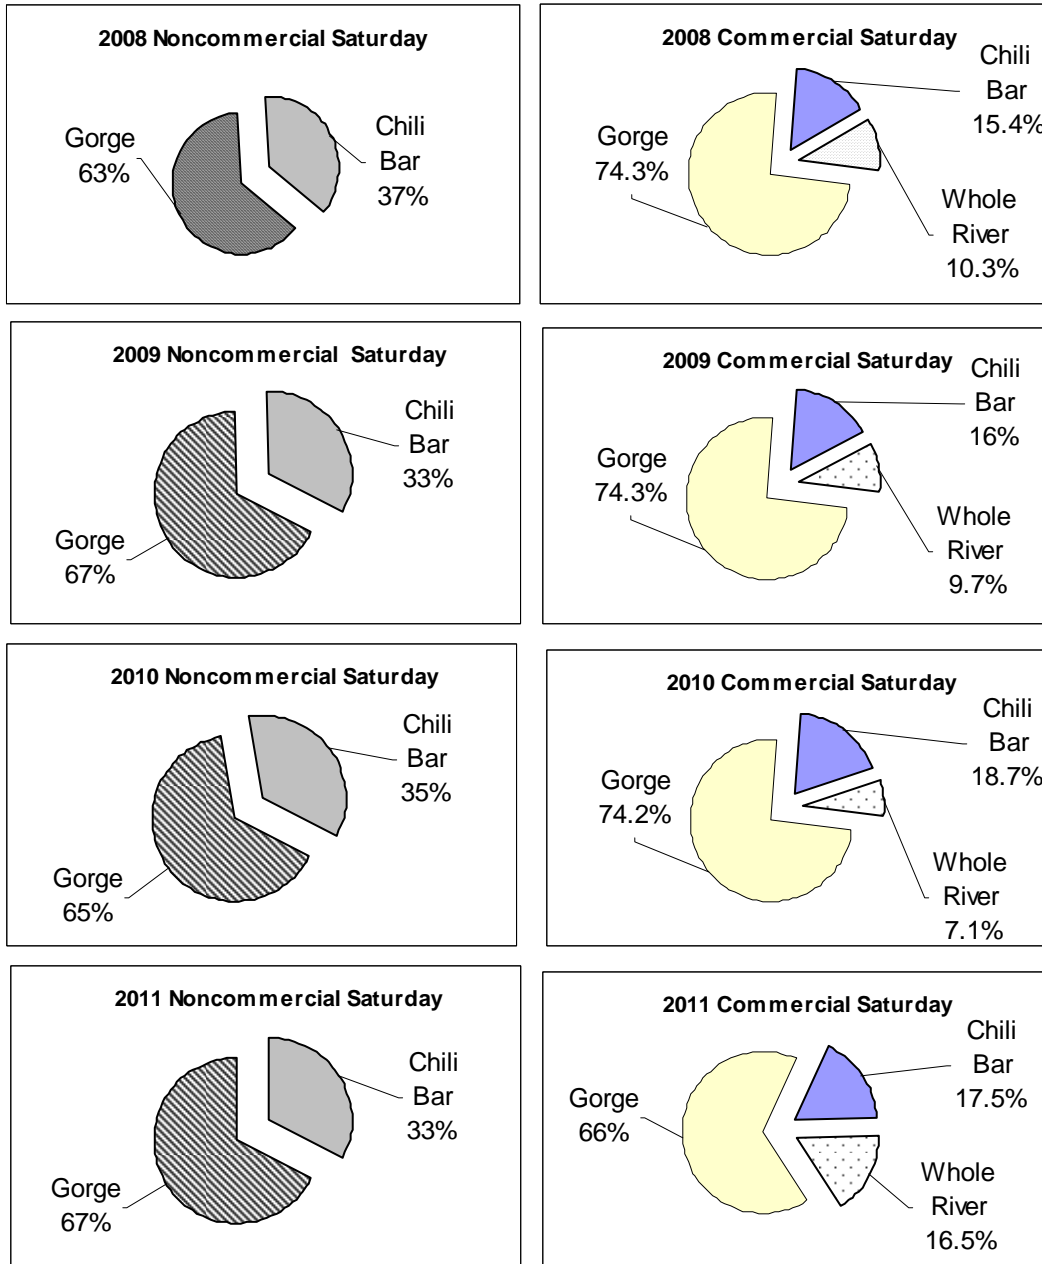 2008 Noncommercial Saturday
Gorge
63%
Chili
Bar
37%
2008 Commercial Saturday
Chili
Bar
15.4%
Gorge
74.3%
Whole
River
10.3%
2009 Noncommercial Saturday
Chili
Bar
33%
Gorge
67%
2009 Commercial Saturday
Chili
Bar
16%
Gorge
74.3%
Whole
River
9.7%
2010 Noncommercial Saturday
Chili
Bar
35%
Gorge
65%
2010 Commercial Saturday
Chili
Bar
18.7%
Gorge
74.2%
Whole
River
7.1%
2011 Noncommercial Saturday
Chili
Bar
33%
Gorge
67%
2011 Commercial Saturday
Chili
Bar
17.5%
Gorge
66%
Whole
River
16.5%